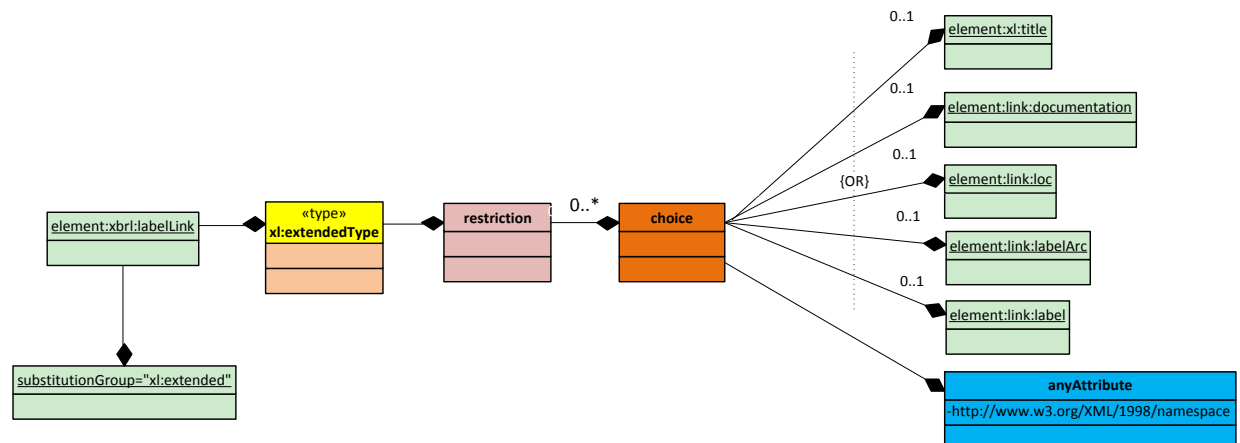 0..1
element:xl:title
0..1
element:link:documentation
0..1
{OR}
element:link:loc
0..1
element:link:labelArc
0..1
element:link:label
element:xbrl:labelLink
«type»
xl:extendedType
restriction
0..*
choice
substitutionGroup="xl:extended"
anyAttribute
-http://www.w3.org/XML/1998/namespace